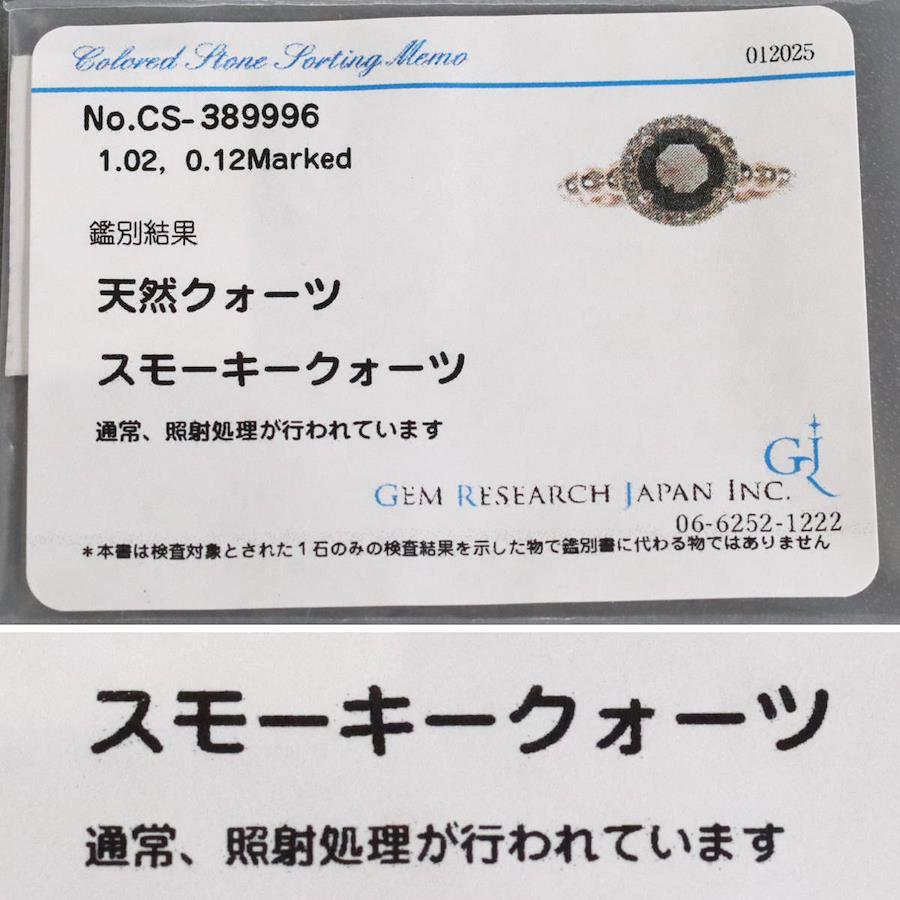 Colored Stone Sorting Memo
012025
No.CS-389996
1.02, 0.12Marked
鑑別結果
天然クォーツ
スモーキークォーツ
通常、照射処理が行われています
GJ
GEM RESEARCH JAPAN INC.
06-6252-1222
*本書は検査対象とされた1石のみの検査結果を示した物で鑑別書に代わる物ではありません
スモーキークォーツ
通常、照射処理が行われています